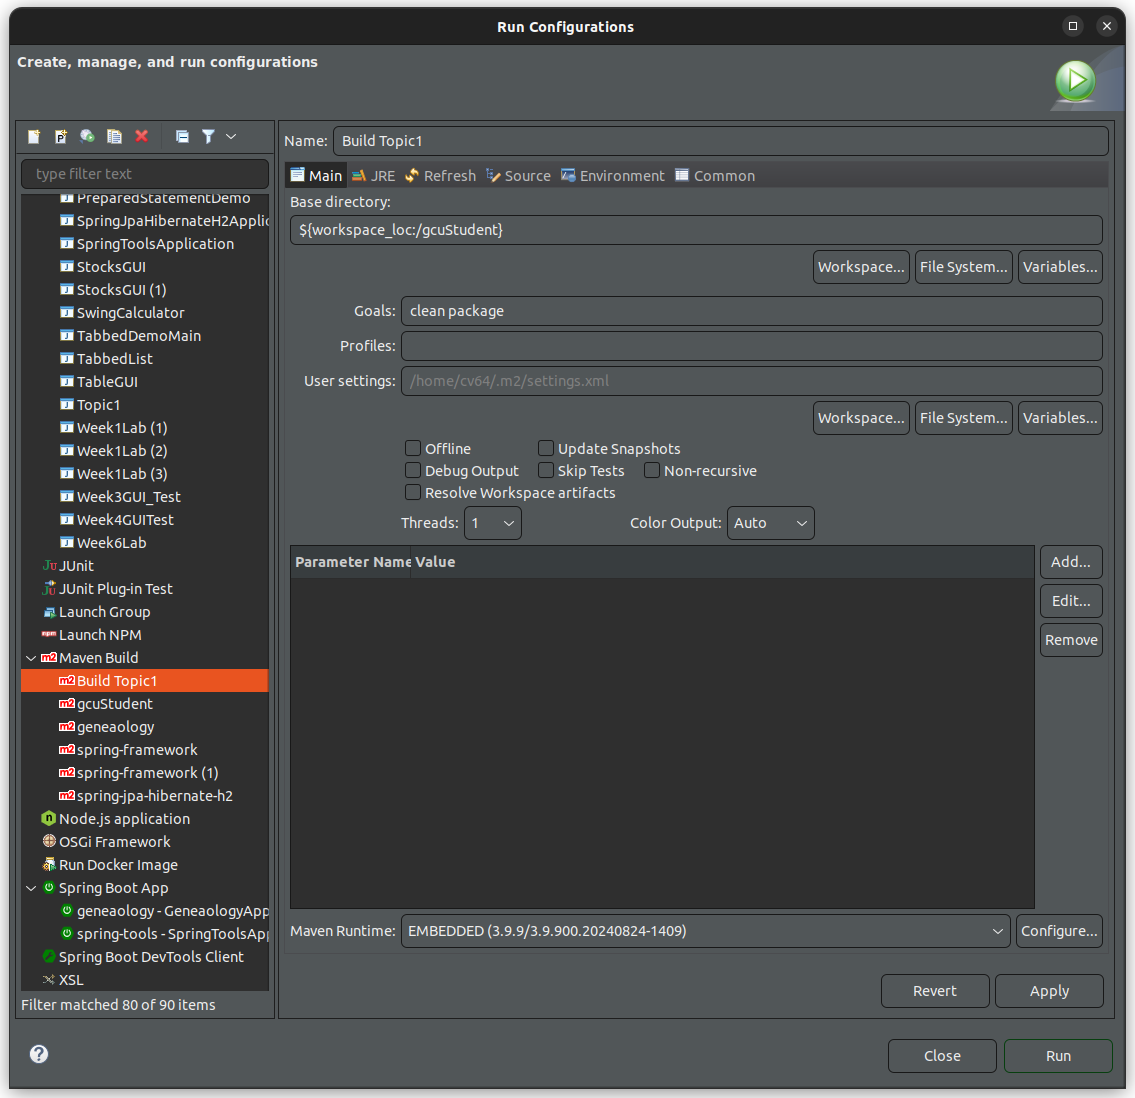 Run Configurations
Create, manage, and run configurations
type filter text
PreparedStatementDemo
SpringJpaHibernateH2Applic
SpringToolsApplication
StocksGUI
StocksGUI (1)
SwingCalculator
TabbedDemoMain
TabbedList
TableGUI
Topic1
Week1Lab (1)
Week1Lab (2)
Week1Lab (3)
Week3GUI_Test
Week4GUITest
Week6Lab
JUnit
JUnit Plug-in Test
Launch Group
Launch NPM
Maven Build
Build Topic1
gcuStudent
geneaology
spring-framework
spring-framework (1)
spring-jpa-hibernate-h2
Node.js application
OSGi Framework
Run Docker Image
Spring Boot App
geneaology - GeneaologyApp
spring-tools - SpringToolsApp
Spring Boot DevTools Client
XSL
Filter matched 80 of 90 items
Name: Build Topic1
Main JRE Refresh Source Environment Common
Base directory:
${workspace_loc:/gcuStudent}
Workspace... File System... Variables...
Goals: clean package
Profiles:
User settings: /home/cv64/.m2/settings.xml
Workspace... File System... Variables...
Offline Update Snapshots
Debug Output Skip Tests Non-recursive
Resolve Workspace artifacts
Threads: 1 Color Output: Auto
Parameter Name Value
Add...
Edit...
Remove
Maven Runtime: EMBEDDED (3.9.9/3.9.900.20240824-1409) Configure...
Revert Apply
Close Run